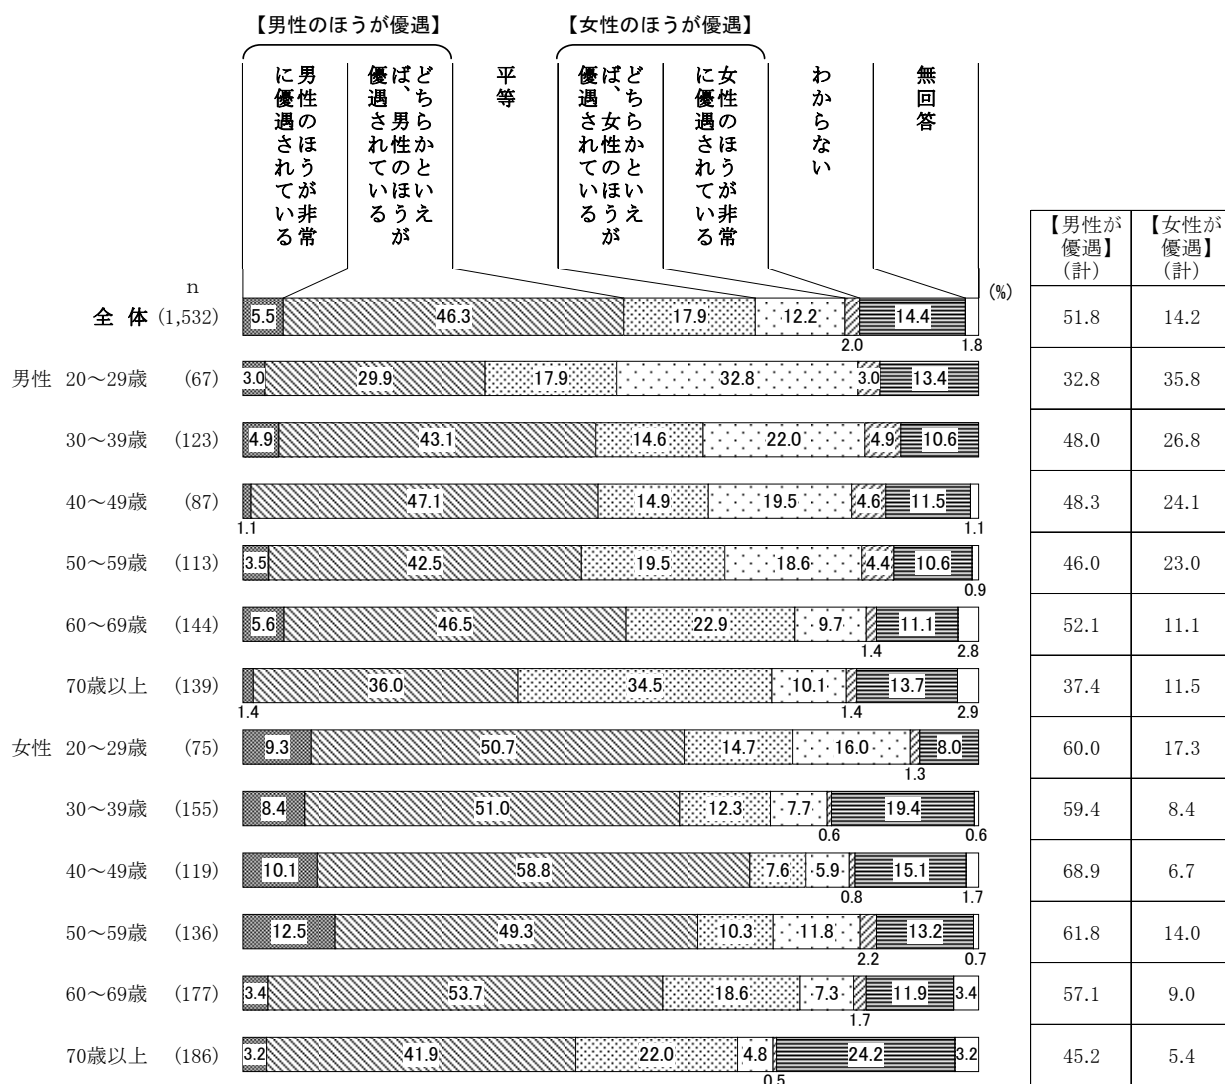 【男性のほうが優遇】
【女性のほうが優遇】
男性のほうが非常
に優遇されている
どちらかといえ
ば、男性のほうが
優遇されている
平等
どちらかといえ
ば、女性のほうが
優遇されている
女性のほうが非常
に優遇されている
わからない
無回答
【男性が
優遇】
(計)
【女性が
優遇】
(計)
n
(%)
全 体 (1,532) 5.5 46.3 17.9 12.2 2.0 14.4 1.8 51.8 14.2
男性 20～29歳 (67) 3.0 29.9 17.9 32.8 3.0 13.4 32.8 35.8
30～39歳 (123) 4.9 43.1 14.6 22.0 4.9 10.6 48.0 26.8
40～49歳 (87) 1.1 47.1 14.9 19.5 4.6 11.5 1.1 48.3 24.1
50～59歳 (113) 3.5 42.5 19.5 18.6 4.4 10.6 0.9 46.0 23.0
60～69歳 (144) 5.6 46.5 22.9 9.7 1.4 11.1 2.8 52.1 11.1
70歳以上 (139) 1.4 36.0 34.5 10.1 1.4 13.7 2.9 37.4 11.5
女性 20～29歳 (75) 9.3 50.7 14.7 16.0 1.3 8.0 60.0 17.3
30～39歳 (155) 8.4 51.0 12.3 7.7 0.6 19.4 0.6 59.4 8.4
40～49歳 (119) 10.1 58.8 7.6 5.9 0.8 15.1 1.7 68.9 6.7
50～59歳 (136) 12.5 49.3 10.3 11.8 2.2 13.2 0.7 61.8 14.0
60～69歳 (177) 3.4 53.7 18.6 7.3 1.7 11.9 3.4 57.1 9.0
70歳以上 (186) 3.2 41.9 22.0 4.8 0.5 24.2 3.2 45.2 5.4